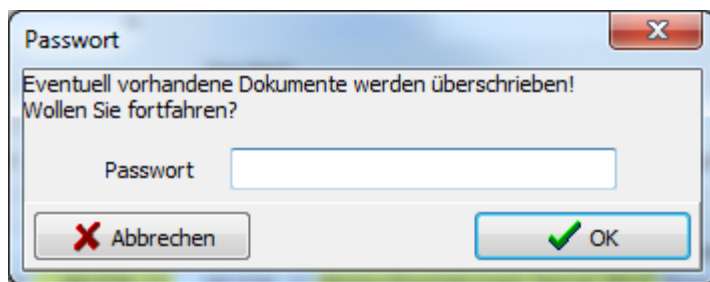 Passwort
Eventuell vorhandene Dokumente werden überschrieben!
Wollen Sie fortfahren?
Passwort
Abbrechen
OK